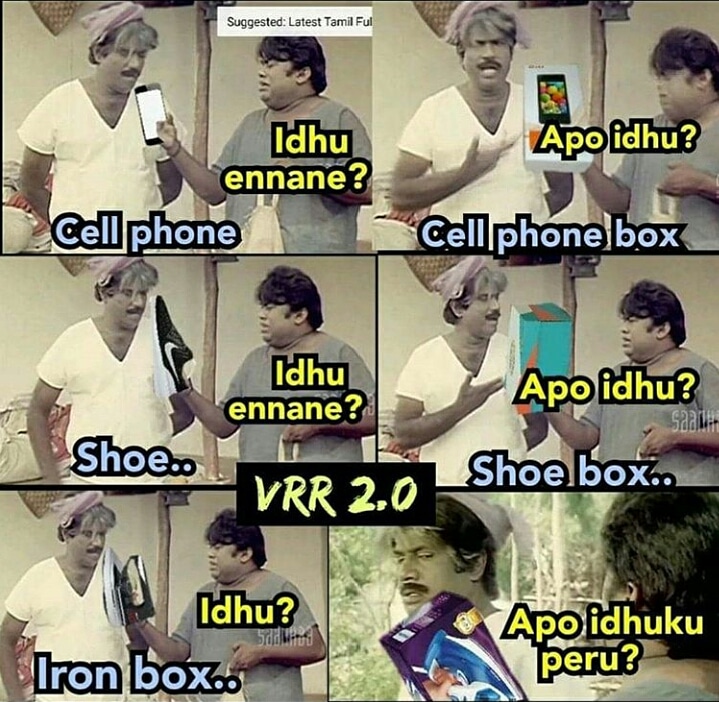 Suggested: Latest Tamil Ful
Idhu
ennane?
Cell phone
Apo idhu?
Cell phone box
Idhu
ennane?
Shoe..
Apo idhu?
Shoe box..
VRR 2.0
Idhu?
Iron box..
Apo idhuku
peru?